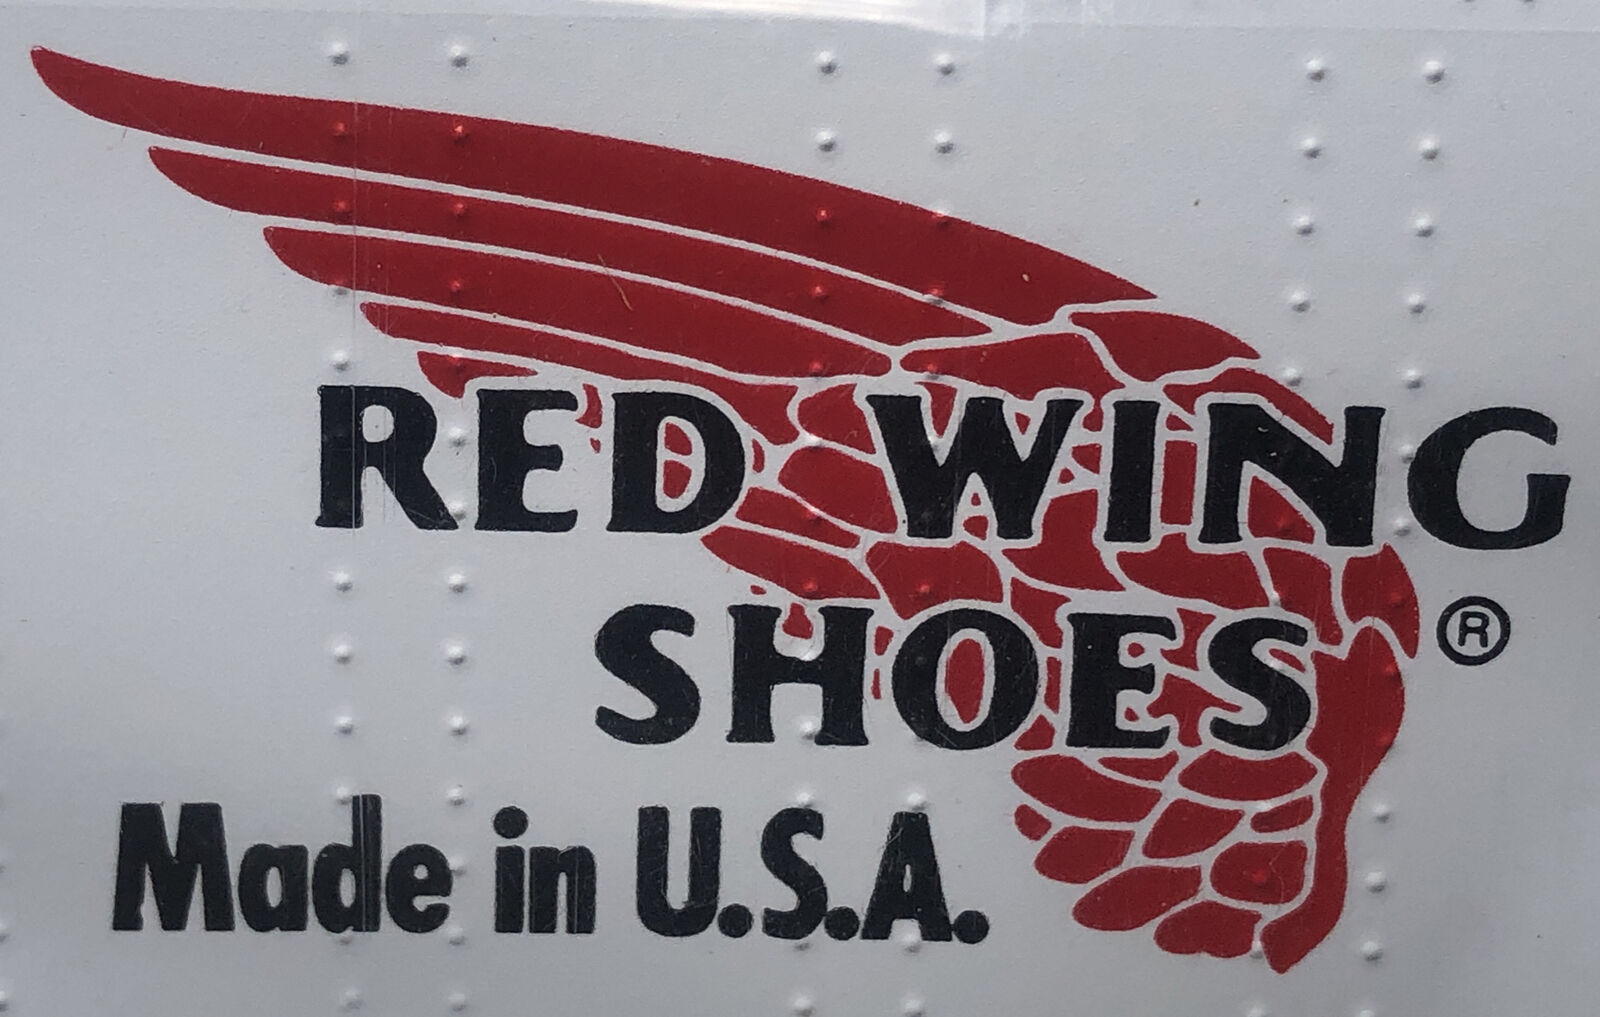 RED WING
SHOES ®
Made in U.S.A.